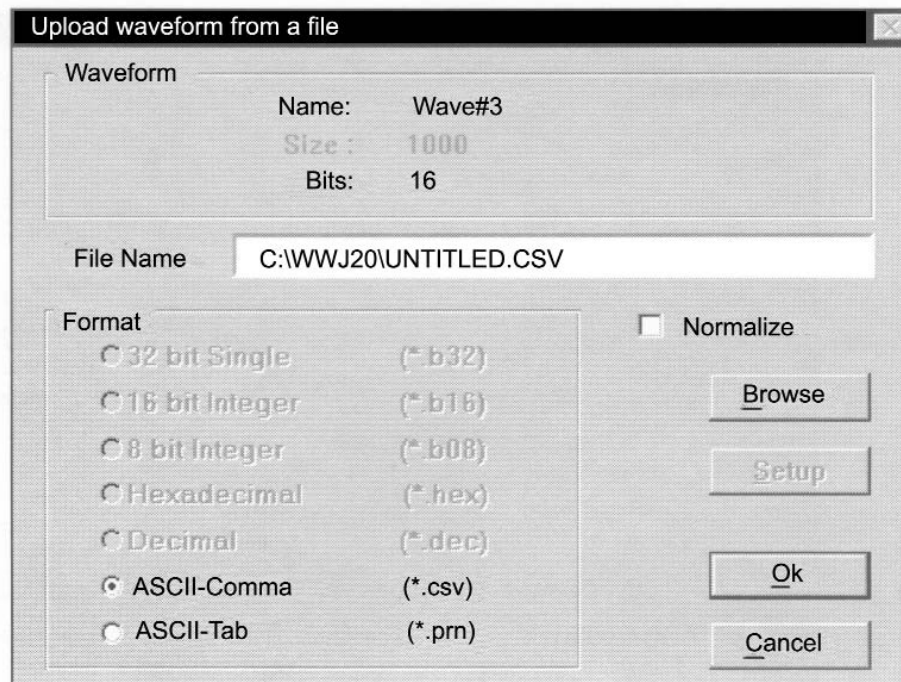 Upload waveform from a file
Waveform
Name: Wave#3
Size : 1000
Bits: 16
File Name C:\WWJ20\UNTITLED.CSV
Format
Normalize
32 bit Single (*.b32)
16 bit Integer (*.b16)
Browse
8 bit Integer (*.b08)
Setup
Hexadecimal (*.hex)
Decimal (*.dec)
ASCII-Comma (*.csv)
Ok
ASCII-Tab (*.prn)
Cancel